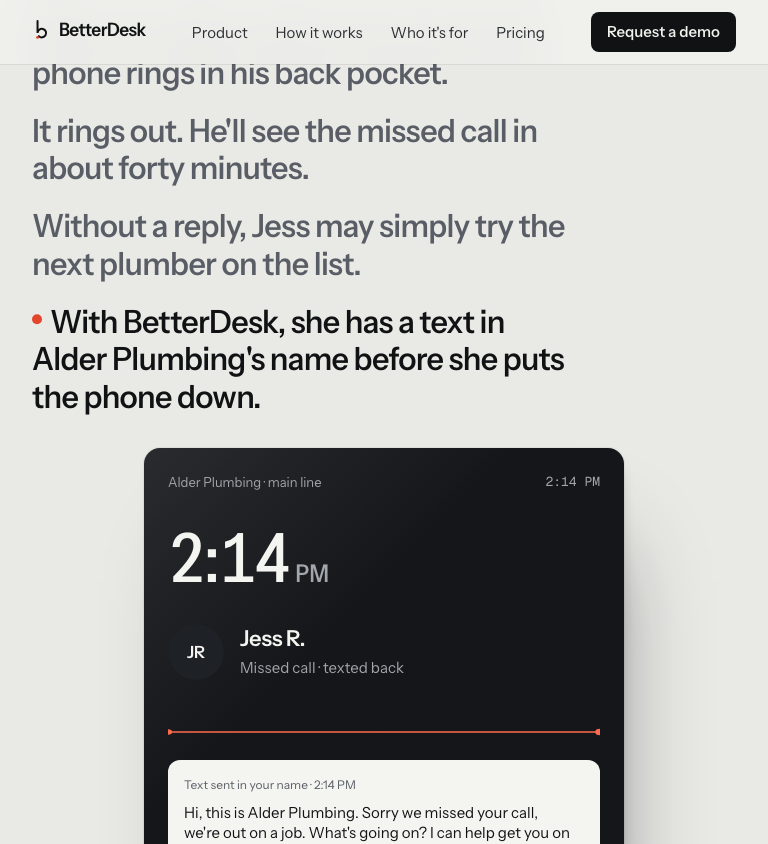 BetterDesk
Product
How it works
Who it's for
Pricing
Request a demo
phone rings in his back pocket.
It rings out. He'll see the missed call in
about forty minutes.
Without a reply, Jess may simply try the
next plumber on the list.
With BetterDesk, she has a text in
Alder Plumbing's name before she puts
the phone down.
Alder Plumbing · main line
2:14 PM
2:14 PM
JR
Jess R.
Missed call · texted back
Text sent in your name · 2:14 PM
Hi, this is Alder Plumbing. Sorry we missed your call,
we're out on a job. What's going on? I can help get you on